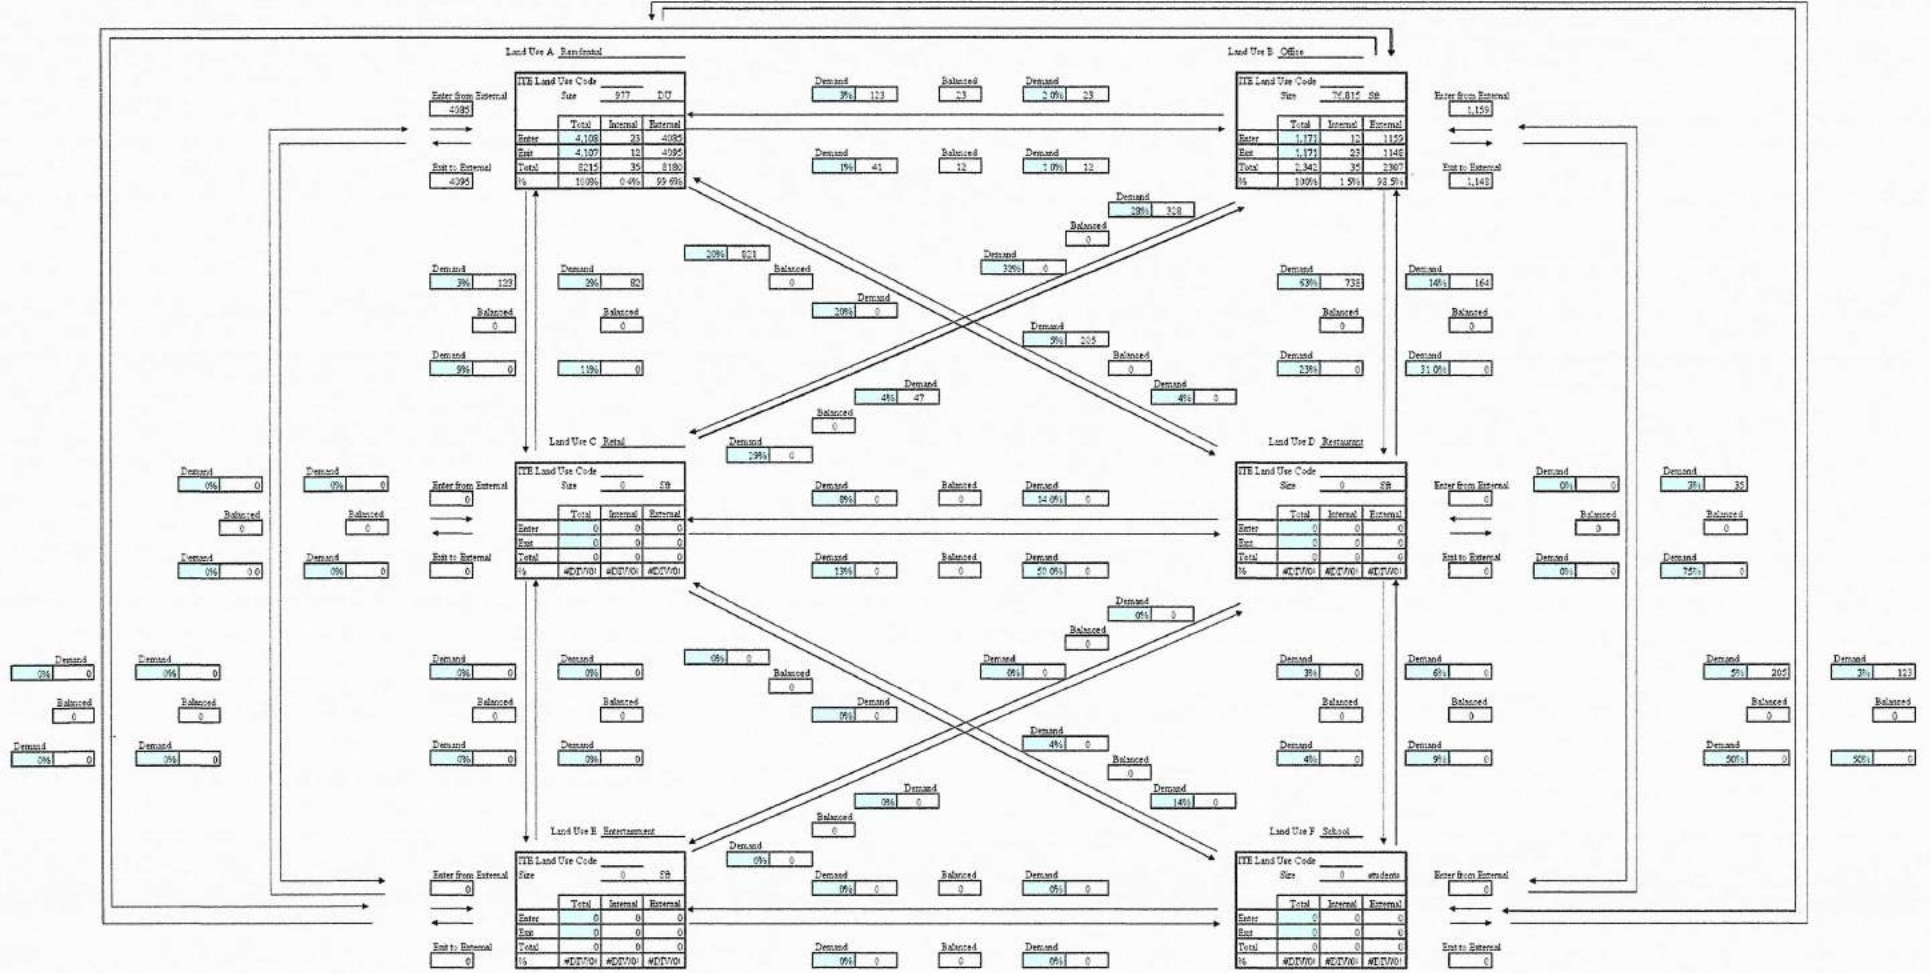 Land Use A Residential
Land Use B Office
ITE Land Use Code
Size 977 DU
Total Internal External
Enter 4,108 23 4085
Exit 4,107 12 4095
Total 8215 35 8180
% 100% 0.4% 99.6%
Enter from External
4085
Exit to External
4095
Demand Balanced Demand
3% 123 23 2.0% 23
Demand Balanced Demand
1% 41 12 1.0% 12
ITE Land Use Code
Size 76,815 Sft
Total Internal External
Enter 1,171 12 1159
Exit 1,171 23 1148
Total 2,342 35 2307
% 100% 1.5% 98.5%
Enter from External
1,159
Exit to External
1,148
Demand
28% 328
Balanced
0
Demand
32% 0
20% 821
Balanced
0
Demand
20% 0
Demand Demand
3% 123 2% 82
Balanced Balanced
0 0
Demand
9% 0 11% 0
Demand
5% 205
Balanced
0
Demand
4% 0
Demand
4% 47
Balanced
0
Demand
29% 0
Demand Demand
63% 738 14% 164
Balanced Balanced
0 0
Demand
23% 0 31.0% 0
Land Use C Retail
Land Use D Restaurant
Demand Demand
0% 0 0% 0
Balanced Balanced
0 0
Demand Demand
0% 0.0 0% 0
Enter from External
0
Exit to External
0
ITE Land Use Code
Size 0 Sft
Total Internal External
Enter 0 0 0
Exit 0 0 0
Total 0 0 0
% #DIV/0! #DIV/0! #DIV/0!
Demand Balanced Demand
8% 0 0 14.0% 0
Demand Balanced Demand
13% 0 0 50.0% 0
ITE Land Use Code
Size 0 Sft
Total Internal External
Enter 0 0 0
Exit 0 0 0
Total 0 0 0
% #DIV/0! #DIV/0! #DIV/0!
Enter from External
0
Exit to External
0
Demand Demand
0% 0 3% 35
Balanced Balanced
0 0
Demand Demand
0% 0 75% 0
Demand
0% 0
Balanced
0
Demand
0% 0
Demand Demand
0% 0 0% 0
Balanced Balanced
0 0
Demand Demand
0% 0 0% 0
Demand Demand
0% 0 0% 0
Balanced Balanced
0 0
Demand Demand
0% 0 0% 0
0% 0
Balanced
0
Demand
0% 0
Demand
4% 0
Balanced
0
Demand
14% 0
Demand
0% 0
Balanced
0
Demand
0% 0
Demand Demand
3% 0 6% 0
Balanced Balanced
0 0
Demand Demand
4% 0 9% 0
Demand Demand
5% 205 3% 123
Balanced Balanced
0 0
Demand
50% 0 50% 0
Land Use E Entertainment
Land Use F School
Enter from External
0
Exit to External
0
ITE Land Use Code
Size 0 Sft
Total Internal External
Enter 0 0 0
Exit 0 0 0
Total 0 0 0
% #DIV/0! #DIV/0! #DIV/0!
Demand Balanced Demand
0% 0 0 0% 0
Demand Balanced Demand
0% 0 0 0% 0
ITE Land Use Code
Size 0 students
Total Internal External
Enter 0 0 0
Exit 0 0 0
Total 0 0 0
% #DIV/0! #DIV/0! #DIV/0!
Enter from External
0
Exit to External
0